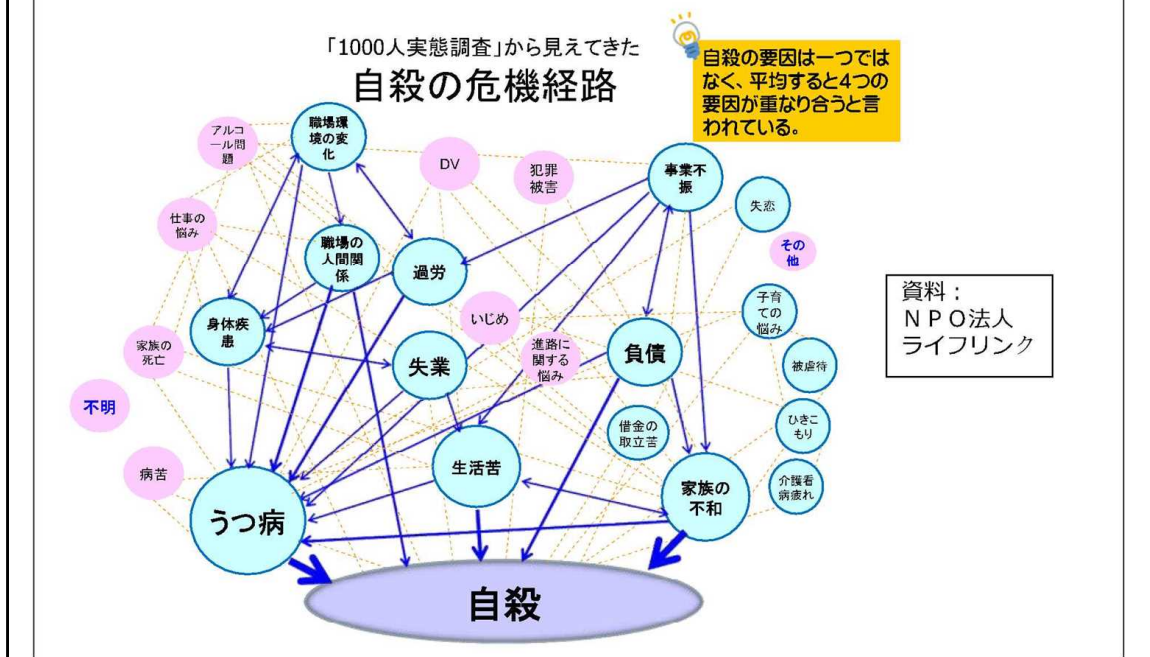 「1000人実態調査」から見えてきた
自殺の危機経路
自殺の要因は一つでは
なく、平均すると4つの
要因が重なり合うと言
われている。
アルコ
ール問
題
職場環
境の変
化
DV
犯罪
被害
事業不
振
失恋
仕事の
悩み
職場の
人間関
係
過労
その
他
身体疾
患
いじめ
子育
ての
悩み
資料：
ＮＰＯ法人
ライフリンク
家族の
死亡
失業
進路に
関する
悩み
負債
被虐待
不明
借金の
取立苦
ひきこ
もり
病苦
生活苦
家族の
不和
介護看
病疲れ
うつ病
自殺